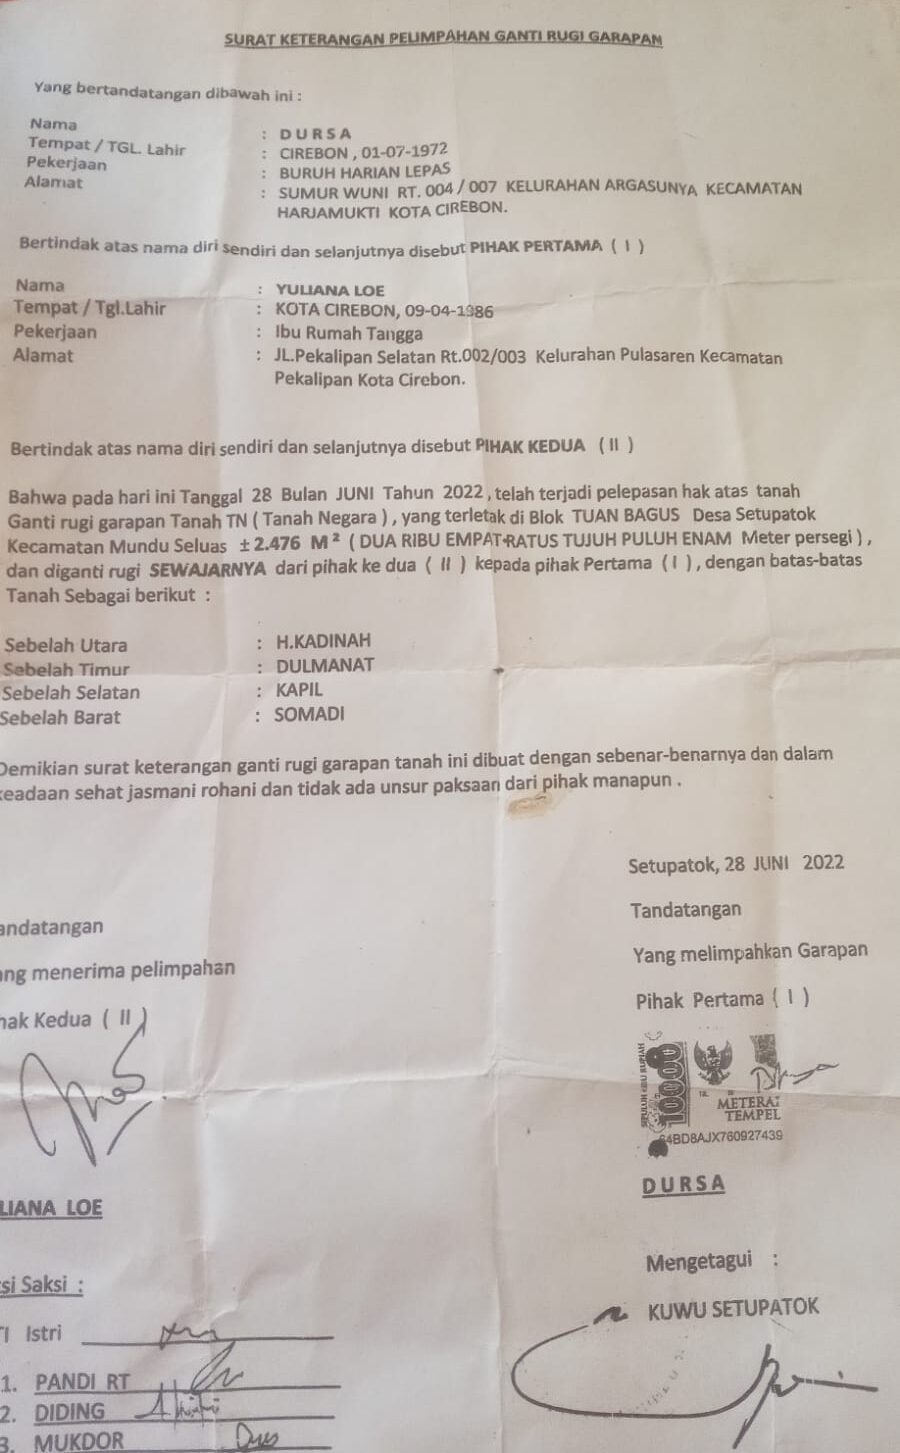 SURAT KETERANGAN PELIMPAHAN GANTI RUGI GARAPAN
Yang bertandatangan dibawah ini :
Nama : D U R S A
Tempat / TGL. Lahir : CIREBON , 01-07-1972
Pekerjaan : BURUH HARIAN LEPAS
Alamat : SUMUR WUNI RT. 004 / 007 KELURAHAN ARGASUNYA KECAMATAN
HARJAMUKTI KOTA CIREBON.
Bertindak atas nama diri sendiri dan selanjutnya disebut PIHAK PERTAMA ( I )
Nama : YULIANA LOE
Tempat / Tgl.Lahir : KOTA CIREBON, 09-04-1986
Pekerjaan : Ibu Rumah Tangga
Alamat : JL.Pekalipan Selatan Rt.002/003 Kelurahan Pulasaren Kecamatan
Pekalipan Kota Cirebon.
Bertindak atas nama diri sendiri dan selanjutnya disebut PIHAK KEDUA ( II )
Bahwa pada hari ini Tanggal 28 Bulan JUNI Tahun 2022 , telah terjadi pelepasan hak atas tanah
Ganti rugi garapan Tanah TN ( Tanah Negara ) , yang terletak di Blok TUAN BAGUS Desa Setupatok
Kecamatan Mundu Seluas ± 2.476 M ² ( DUA RIBU EMPAT RATUS TUJUH PULUH ENAM Meter persegi ) ,
dan diganti rugi SEWAJARNYA dari pihak ke dua ( II ) kepada pihak Pertama ( I ) , dengan batas-batas
Tanah Sebagai berikut :
Sebelah Utara : H.KADINAH
Sebelah Timur : DULMANAT
Sebelah Selatan : KAPIL
Sebelah Barat : SOMADI
Demikian surat keterangan ganti rugi garapan tanah ini dibuat dengan sebenar-benarnya dan dalam
keadaan sehat jasmani rohani dan tidak ada unsur paksaan dari pihak manapun .
Setupatok, 28 JUNI 2022
andatangan
ang menerima pelimpahan
hak Kedua ( II )
LIANA LOE
Tandatangan
Yang melimpahkan Garapan
Pihak Pertama ( I )
SEPULUH RIBU RUPIAH
10000
METERAI
TEMPEL
64BD8AJX760927439
D U R S A
si Saksi :
I Istri
1. PANDI RT
2. DIDING
3. MUKDOR
Mengetagui :
KUWU SETUPATOK